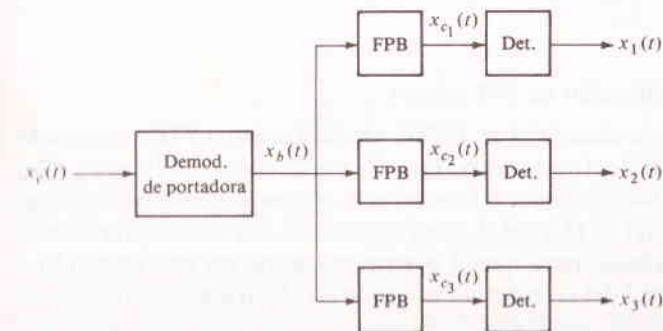 x_{c_1}(t)
FPB
Det.
x_1(t)
x_b(t)
x_{c_2}(t)
x_r(t)
Demod.
de portadora
FPB
Det.
x_2(t)
x_{c_3}(t)
FPB
Det.
x_3(t)